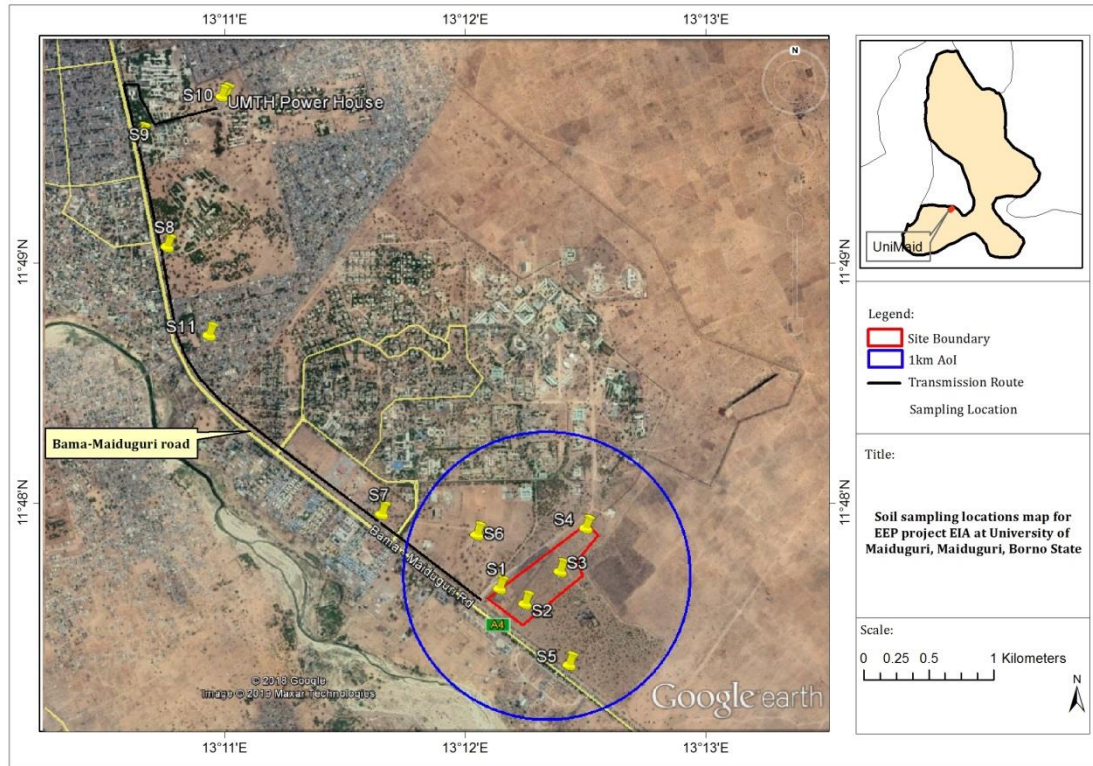 13°11'E
13°12'E
13°13'E
N
S10
UMTH Power House
S9
S8
11°49'N
11°49'N
S11
Bama-Maiduguri road
11°48'N
11°48'N
S7
S6
S4
S3
S1
S2
Bama - Maiduguri Rd
A4
S5
© 2018 Google
Image © 2019 Maxar Technologies
Google earth
13°11'E
13°12'E
13°13'E
UniMaid
Legend:
Site Boundary
1km AoI
Transmission Route
Sampling Location
Title:
Soil sampling locations map for
EEP project EIA at University of
Maiduguri, Maiduguri, Borno State
Scale:
0 0.25 0.5 1 Kilometers
N